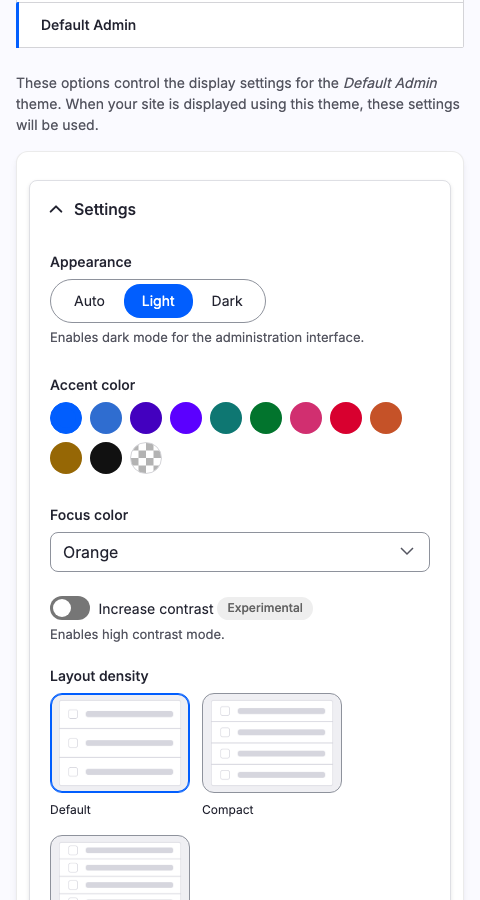 Default Admin
These options control the display settings for the Default Admin
theme. When your site is displayed using this theme, these settings
will be used.
Settings
Appearance
Auto Light Dark
Enables dark mode for the administration interface.
Accent color
Focus color
Orange
Increase contrast Experimental
Enables high contrast mode.
Layout density
Default Compact